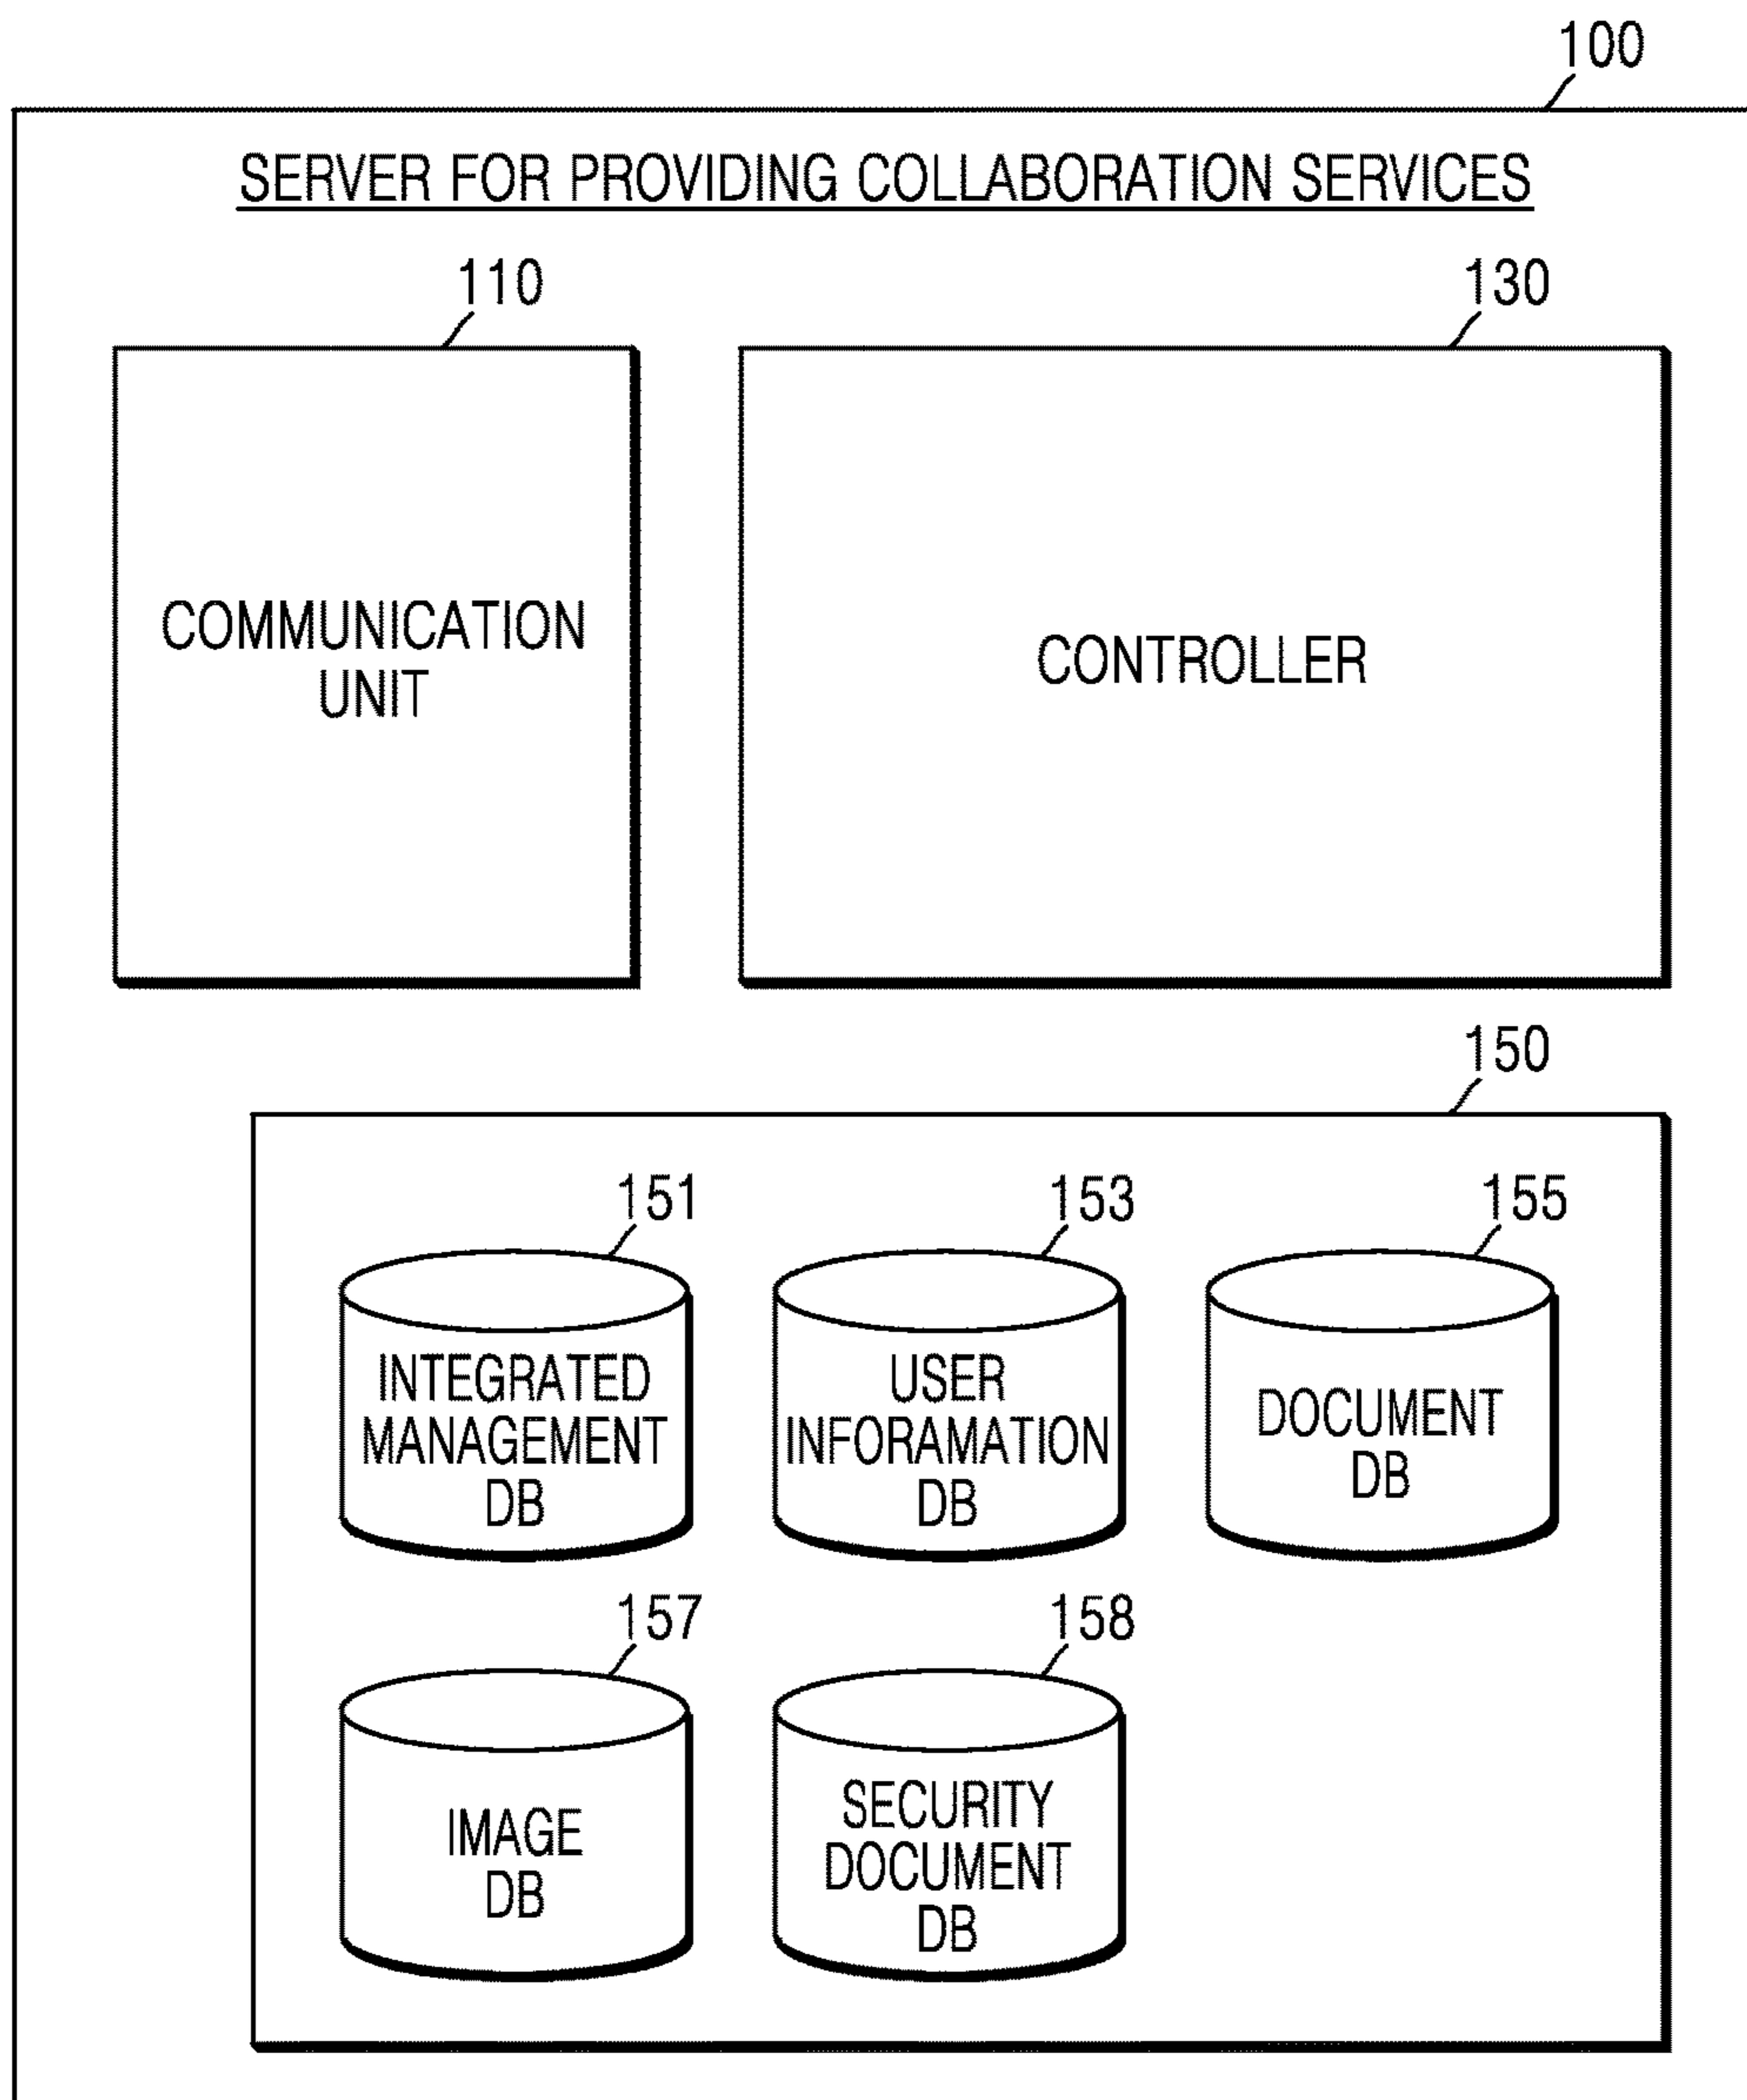 100
SERVER FOR PROVIDING COLLABORATION SERVICES
110
130
COMMUNICATION
UNIT
CONTROLLER
150
151
153
155
INTEGRATED
MANAGEMENT
DB
USER
INFORAMATION
DB
DOCUMENT
DB
157
158
IMAGE
DB
SECURITY
DOCUMENT
DB